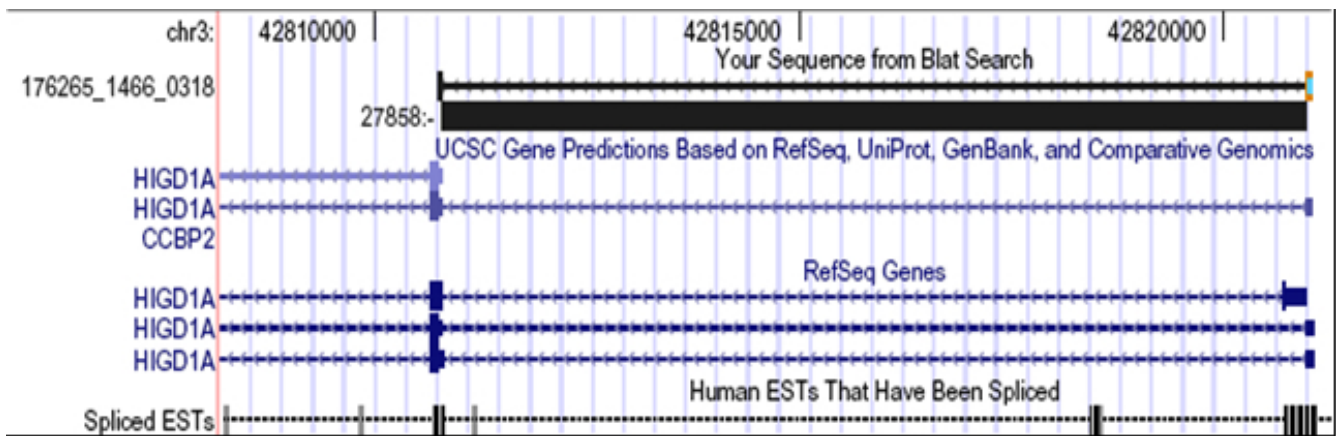 chr3: 42810000 42815000 42820000
Your Sequence from Blat Search
176265_1466_0318
27858:-
UCSC Gene Predictions Based on RefSeq, UniProt, GenBank, and Comparative Genomics
HIGD1A
HIGD1A
CCBP2
RefSeq Genes
HIGD1A
HIGD1A
HIGD1A
Human ESTs That Have Been Spliced
Spliced ESTs